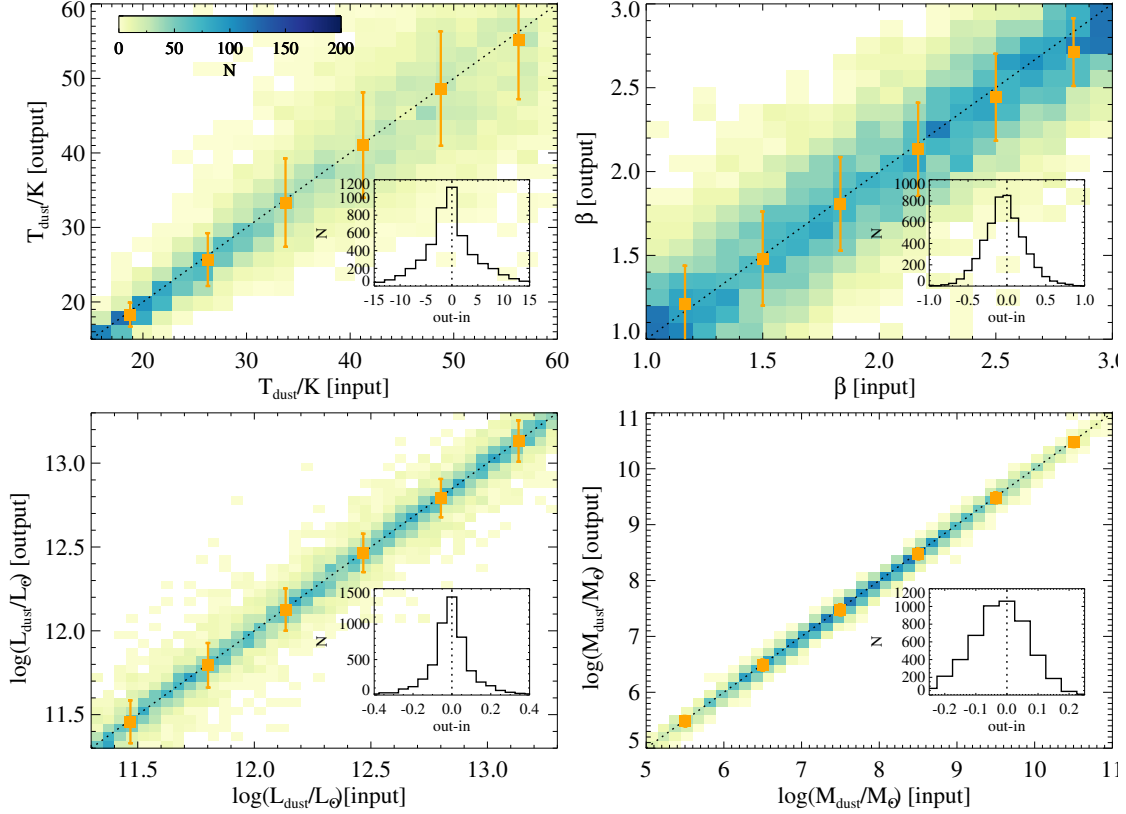 0 50 100 150 200
N
T_dust/K [output]
50
40
30
20
1200
1000
800
600
400
200
0
N
-15 -10 -5 0 5 10 15
out-in
20 30 40 50 60
T_dust/K [input]
3.0
2.5
2.0
1.5
1.0
β [output]
1000
800
600
400
200
0
N
-1.0 -0.5 0.0 0.5 1.0
out-in
1.0 1.5 2.0 2.5 3.0
β [input]
13.0
12.5
12.0
11.5
log(L_dust/L_⊙) [output]
1500
1000
500
0
N
-0.4 -0.2 0.0 0.2 0.4
out-in
11.5 12.0 12.5 13.0
log(L_dust/L_⊙)[input]
11
10
9
8
7
6
5
log(M_dust/M_⊙) [output]
1200
1000
800
600
400
200
0
N
-0.2 -0.1 0.0 0.1 0.2
out-in
5 6 7 8 9 10 11
log(M_dust/M_⊙) [input]